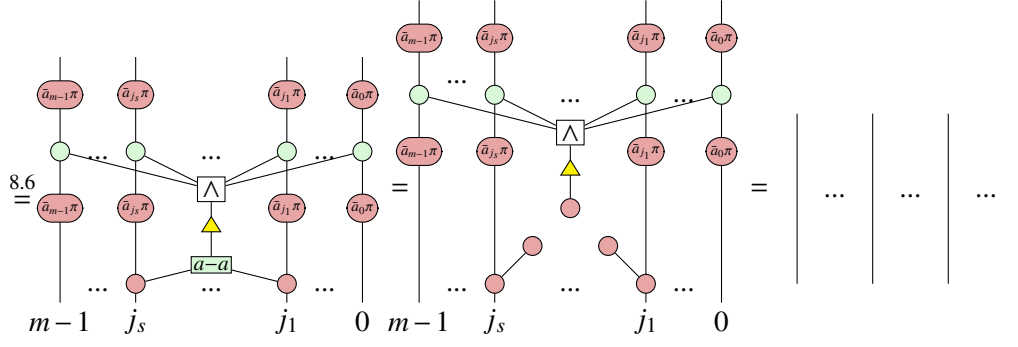 ā_{m−1}π ā_{j_s}π ā_{j_1}π ā_0π
...
ā_{m−1}π ā_{j_s}π ā_{j_1}π ā_0π
... ...
8.6
=
... ... ...
∧
ā_{m−1}π ā_{j_s}π ā_{j_1}π ā_0π
=
∧
ā_{m−1}π ā_{j_s}π ā_{j_1}π ā_0π
=
... ... ...
a−a
... ... ...
... ... ...
m − 1 j_s j_1 0 m − 1 j_s j_1 0